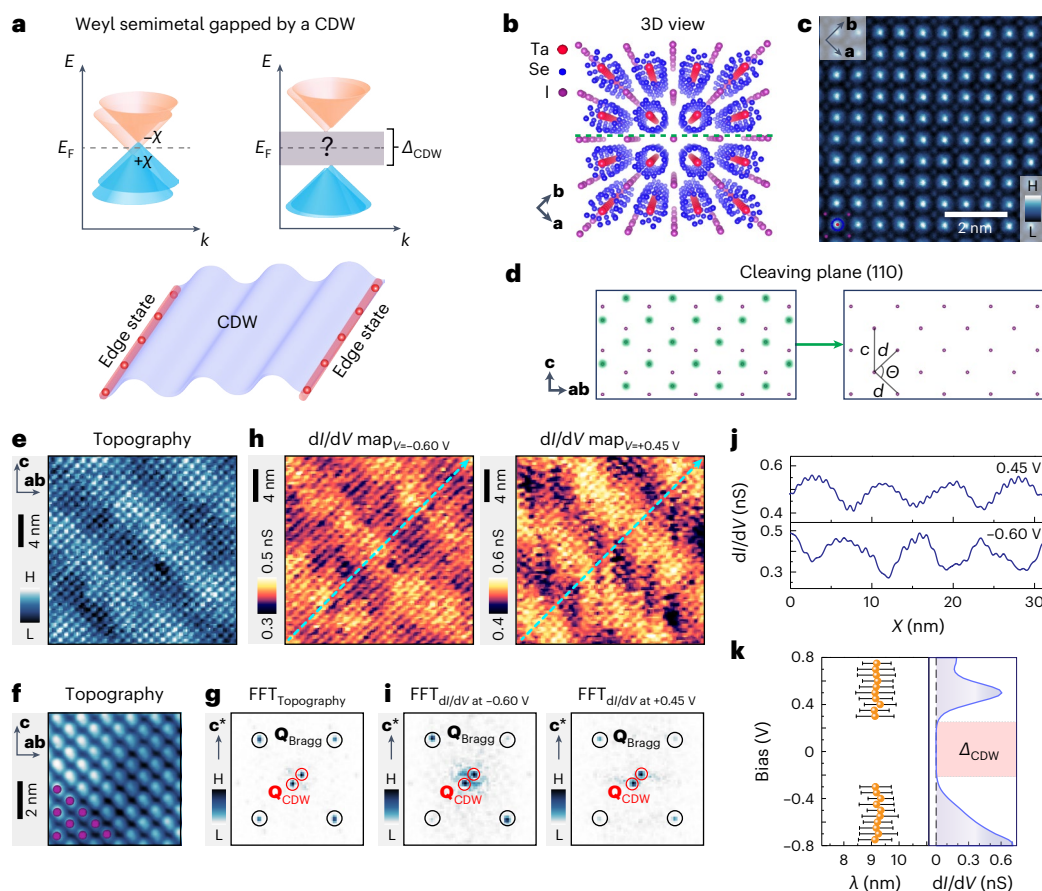 a
Weyl semimetal gapped by a CDW
E
E
E_F
−χ
+χ
E_F
?
Δ_CDW
k
k
Edge state
CDW
Edge state
b
3D view
Ta
Se
I
b
a
c
b
a
H
L
2 nm
d
Cleaving plane (110)
c
ab
c
d
Θ
d
e
Topography
c
ab
4 nm
H
L
h
dI/dV map_V=−0.60 V
dI/dV map_V=+0.45 V
4 nm
4 nm
0.5 nS
0.3
0.6 nS
0.4
j
0.45 V
−0.60 V
0.6
0.4
0.5
0.3
dI/dV (nS)
0
10
20
30
X (nm)
f
Topography
c
ab
2 nm
g
FFT_Topography
c*
Q_Bragg
Q_CDW
H
L
i
FFT_dI/dV at −0.60 V
FFT_dI/dV at +0.45 V
c*
Q_Bragg
Q_CDW
H
L
c*
Q_Bragg
Q_CDW
H
L
k
0.8
0.4
0
−0.4
−0.8
Bias (V)
Δ_CDW
8
9
10
λ (nm)
0
0.3
0.6
dI/dV (nS)